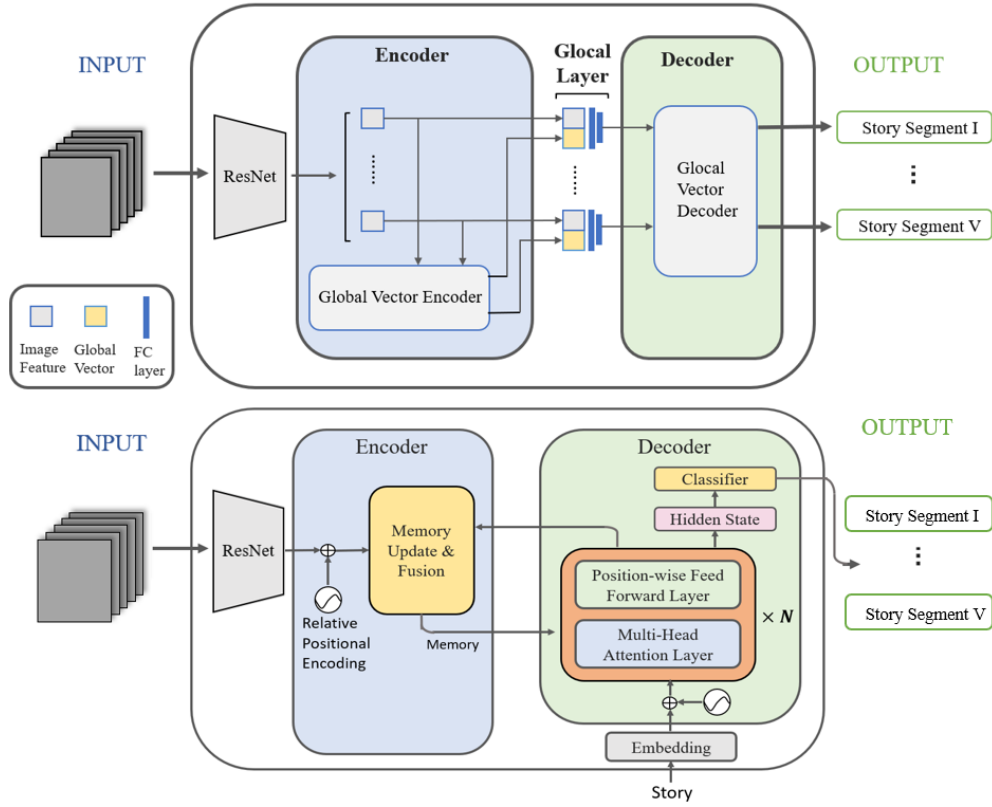 INPUT
ResNet
Encoder
Global Vector Encoder
Glocal
Layer
Decoder
Glocal
Vector
Decoder
OUTPUT
Story Segment I
...
Story Segment V
Image
Feature
Global
Vector
FC
layer
INPUT
ResNet
Encoder
Relative
Positional
Encoding
Memory
Update &
Fusion
Memory
Decoder
Classifier
Hidden State
Position-wise Feed
Forward Layer
Multi-Head
Attention Layer
× N
Embedding
Story
OUTPUT
Story Segment I
...
Story Segment V